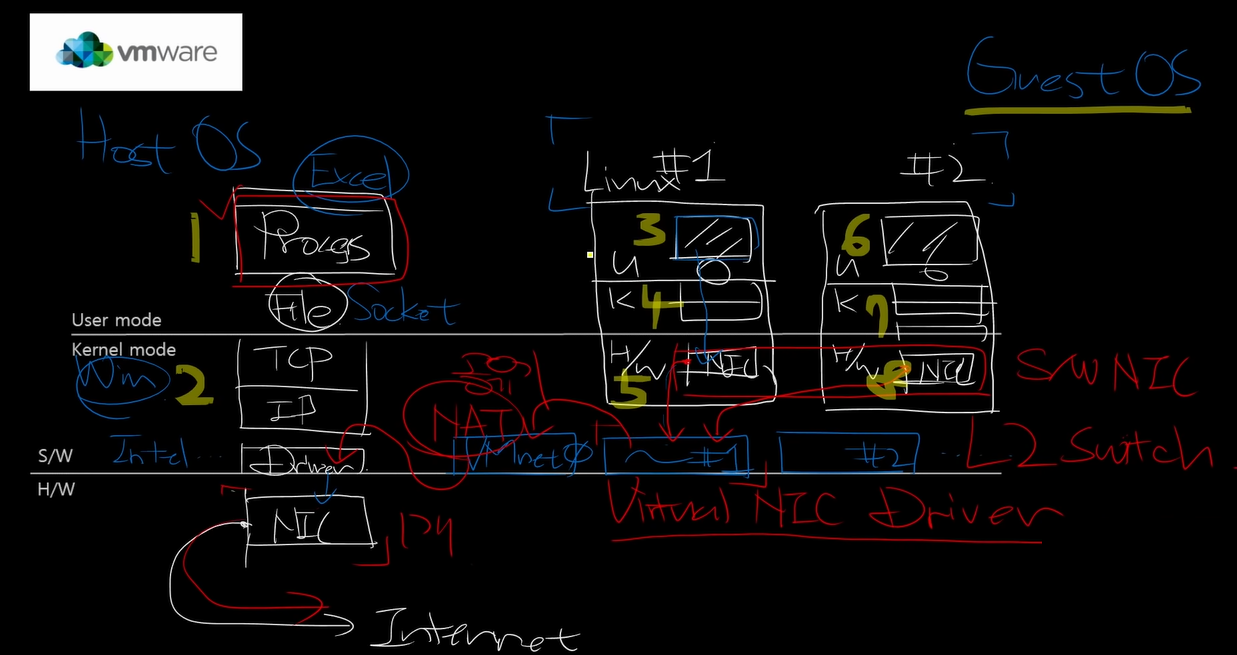 vmware
Guest OS
Host OS
Excel
Linux #1
#2
1
Process
3
6
U
U
File
Socket
K
4
K
7
User mode
Kernel mode
Win
2
TCP
H/W
NIC
5
H/W
NIC
8
S/W NIC
IP
NAT
S/W
Intel ...
Driver
VMnet0
~ #1
#2
... L2 Switch
H/W
NIC
Virtual NIC Driver
Internet